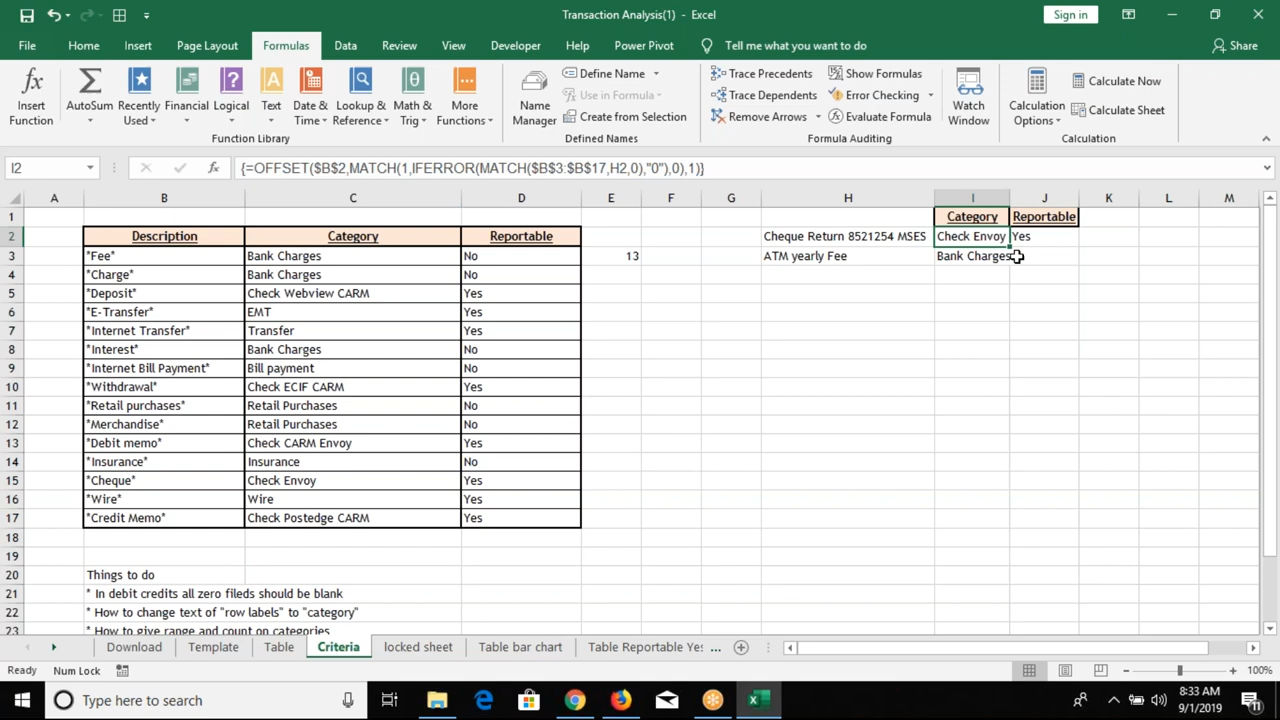 Transaction Analysis(1) - Excel
Sign in
File Home Insert Page Layout Formulas Data Review View Developer Help Power Pivot Tell me what you want to do Share
Insert Function
AutoSum
Recently Used
Financial
Logical
Text
Date & Time
Lookup & Reference
Math & Trig
More Functions
Function Library
Name Manager
Define Name
Use in Formula
Create from Selection
Defined Names
Trace Precedents
Trace Dependents
Remove Arrows
Show Formulas
Error Checking
Evaluate Formula
Formula Auditing
Watch Window
Calculation Options
Calculate Now
Calculate Sheet
Calculation
I2 fx {=OFFSET($B$2,MATCH(1,IFERROR(MATCH($B$3:$B$17,H2,0),"0"),0),1)}
A B C D E F G H I J K L M
1 Category Reportable
2 Description Category Reportable Cheque Return 8521254 MSES Check Envoy Yes
3 *Fee* Bank Charges No 13 ATM yearly Fee Bank Charges
4 *Charge* Bank Charges No
5 *Deposit* Check Webview CARM Yes
6 *E-Transfer* EMT Yes
7 *Internet Transfer* Transfer Yes
8 *Interest* Bank Charges No
9 *Internet Bill Payment* Bill payment No
10 *Withdrawal* Check ECIF CARM Yes
11 *Retail purchases* Retail Purchases No
12 *Merchandise* Retail Purchases No
13 *Debit memo* Check CARM Envoy Yes
14 *Insurance* Insurance No
15 *Cheque* Check Envoy Yes
16 *Wire* Wire Yes
17 *Credit Memo* Check Postedge CARM Yes
18
19
20 Things to do
21 * In debit credits all zero fileds should be blank
22 * How to change text of "row labels" to "category"
23 * How to give range and count on categories
Download Template Table Criteria locked sheet Table bar chart Table Reportable Yes ...
Ready Num Lock 100%
Type here to search
8:33 AM
9/1/2019
11